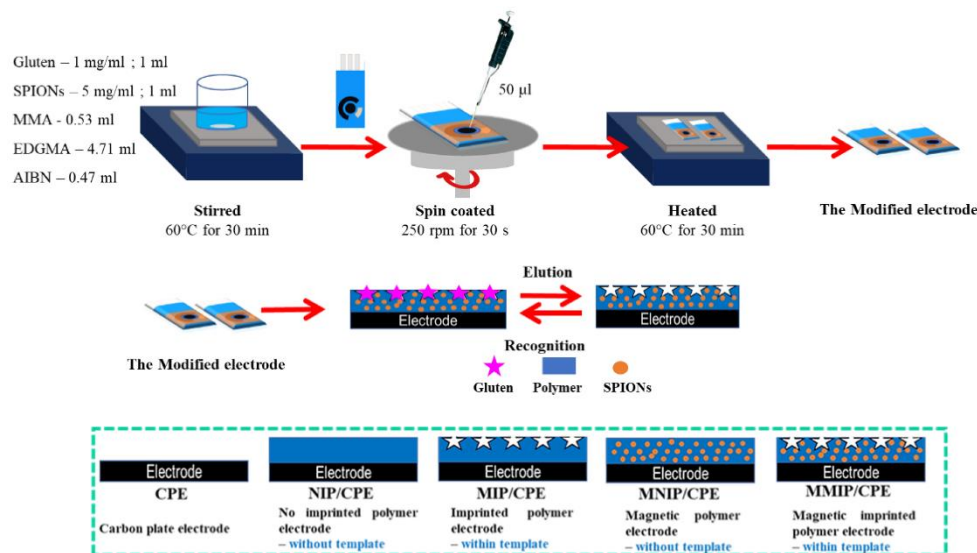 Gluten – 1 mg/ml ; 1 ml
SPIONs – 5 mg/ml ; 1 ml
MMA - 0.53 ml
EDGMA – 4.71 ml
AIBN – 0.47 ml
50 µl
Stirred
60°C for 30 min
Spin coated
250 rpm for 30 s
Heated
60°C for 30 min
The Modified electrode
The Modified electrode
Electrode
Elution
Recognition
Electrode
Gluten
Polymer
SPIONs
Electrode
CPE
Carbon plate electrode
Electrode
NIP/CPE
No imprinted polymer
electrode
– without template
Electrode
MIP/CPE
Imprinted polymer
electrode
– within template
Electrode
MNIP/CPE
Magnetic polymer
electrode
– without template
Electrode
MMIP/CPE
Magnetic imprinted
polymer electrode
– within template